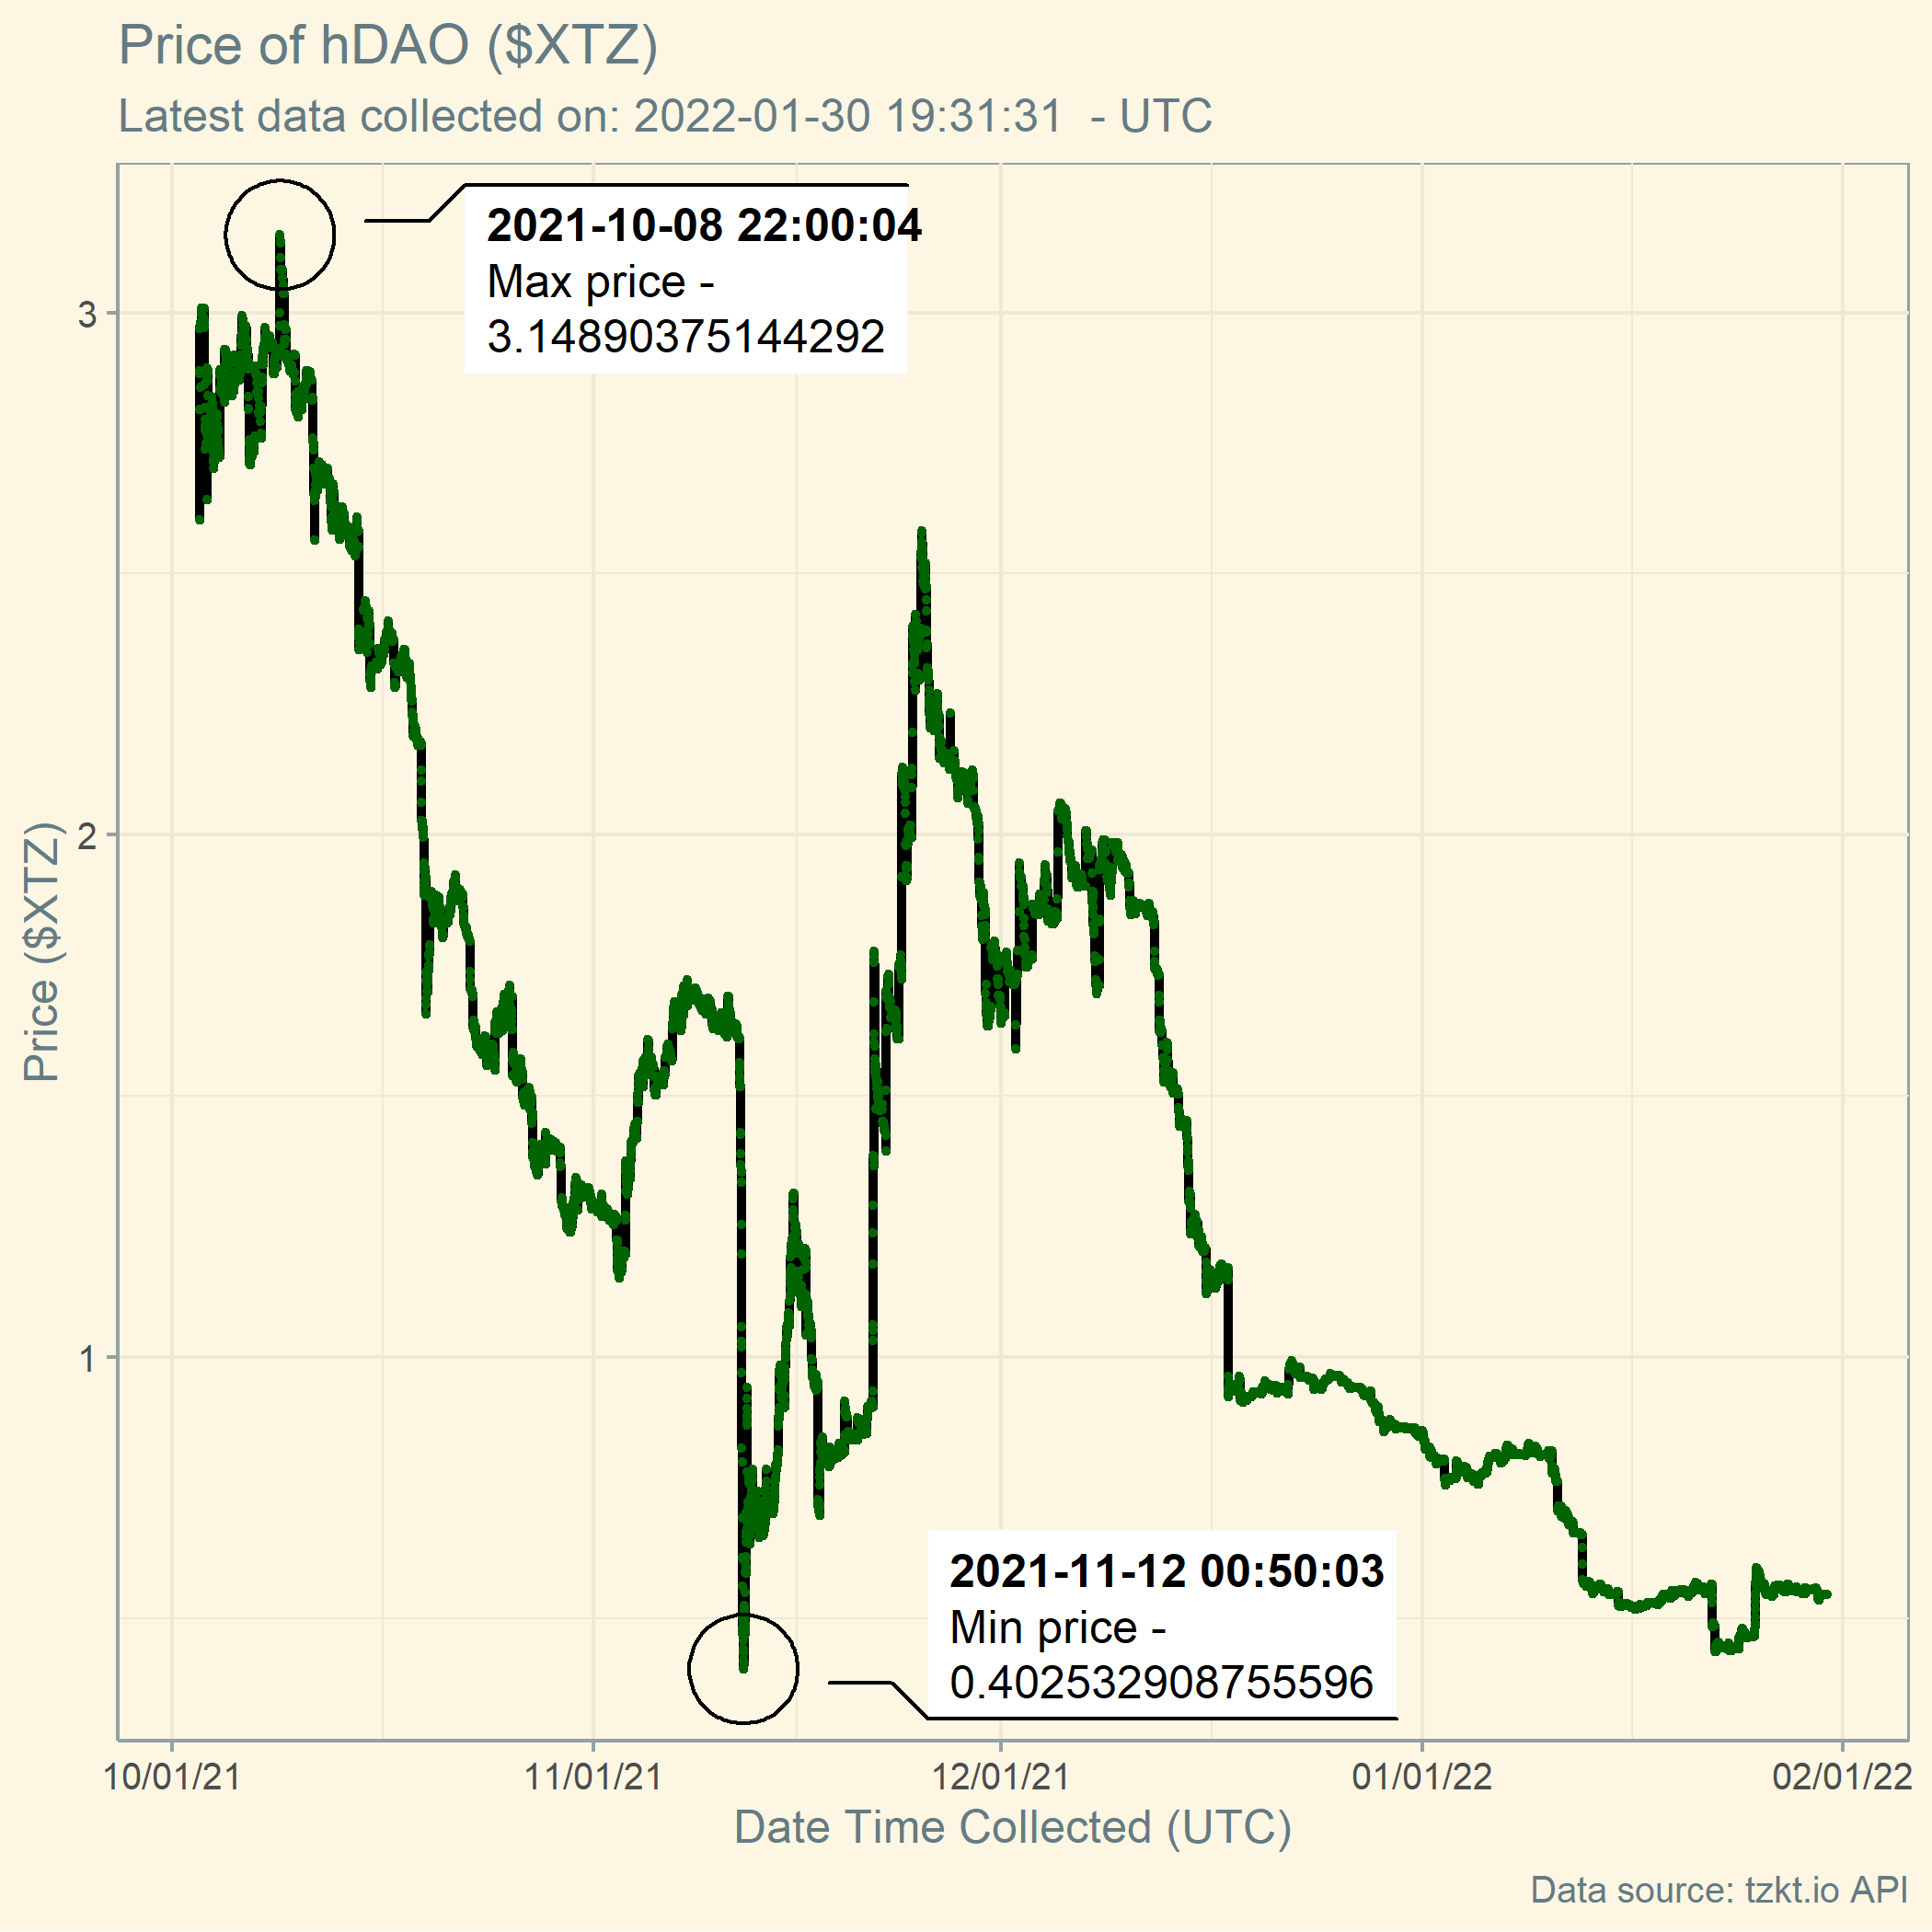 Price of hDAO ($XTZ)
Latest data collected on: 2022-01-30 19:31:31  - UTC
2021-10-08 22:00:04
Max price -
3.14890375144292
3
2
1
Price ($XTZ)
2021-11-12 00:50:03
Min price -
0.402532908755596
10/01/21
11/01/21
12/01/21
01/01/22
02/01/22
Date Time Collected (UTC)
Data source: tzkt.io API